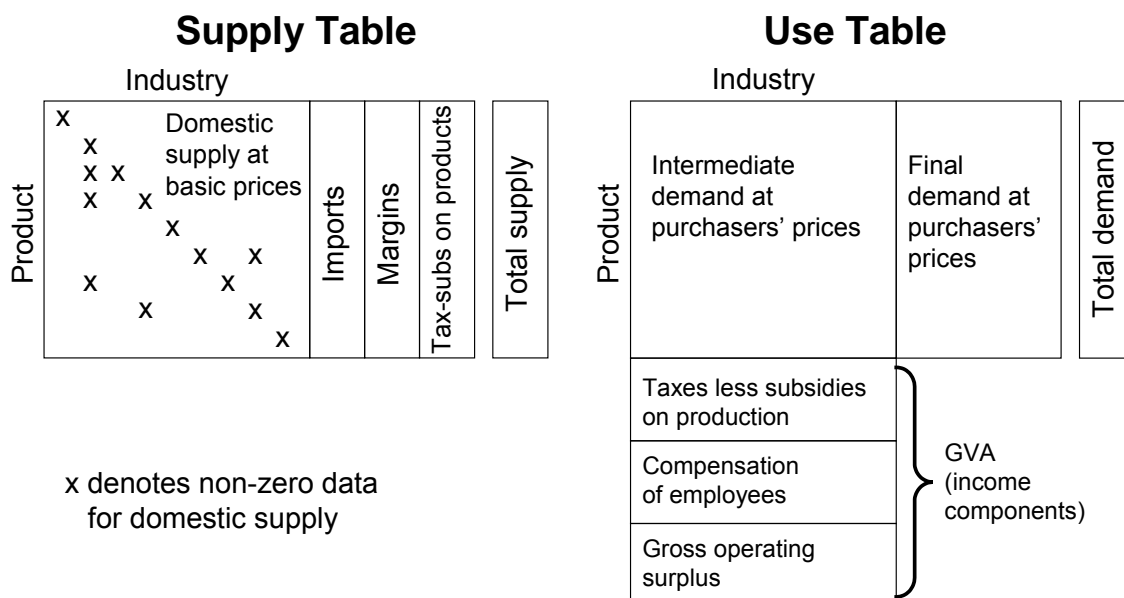 Supply Table
Industry
Product
x
x
x x
x x
x
x x
x x
x x
x
Domestic
supply at
basic prices
Imports
Margins
Tax-subs on products
Total supply
x denotes non-zero data
for domestic supply
Use Table
Industry
Product
Intermediate
demand at
purchasers’ prices
Final
demand at
purchasers’
prices
Total demand
Taxes less subsidies
on production
Compensation
of employees
Gross operating
surplus
GVA
(income
components)